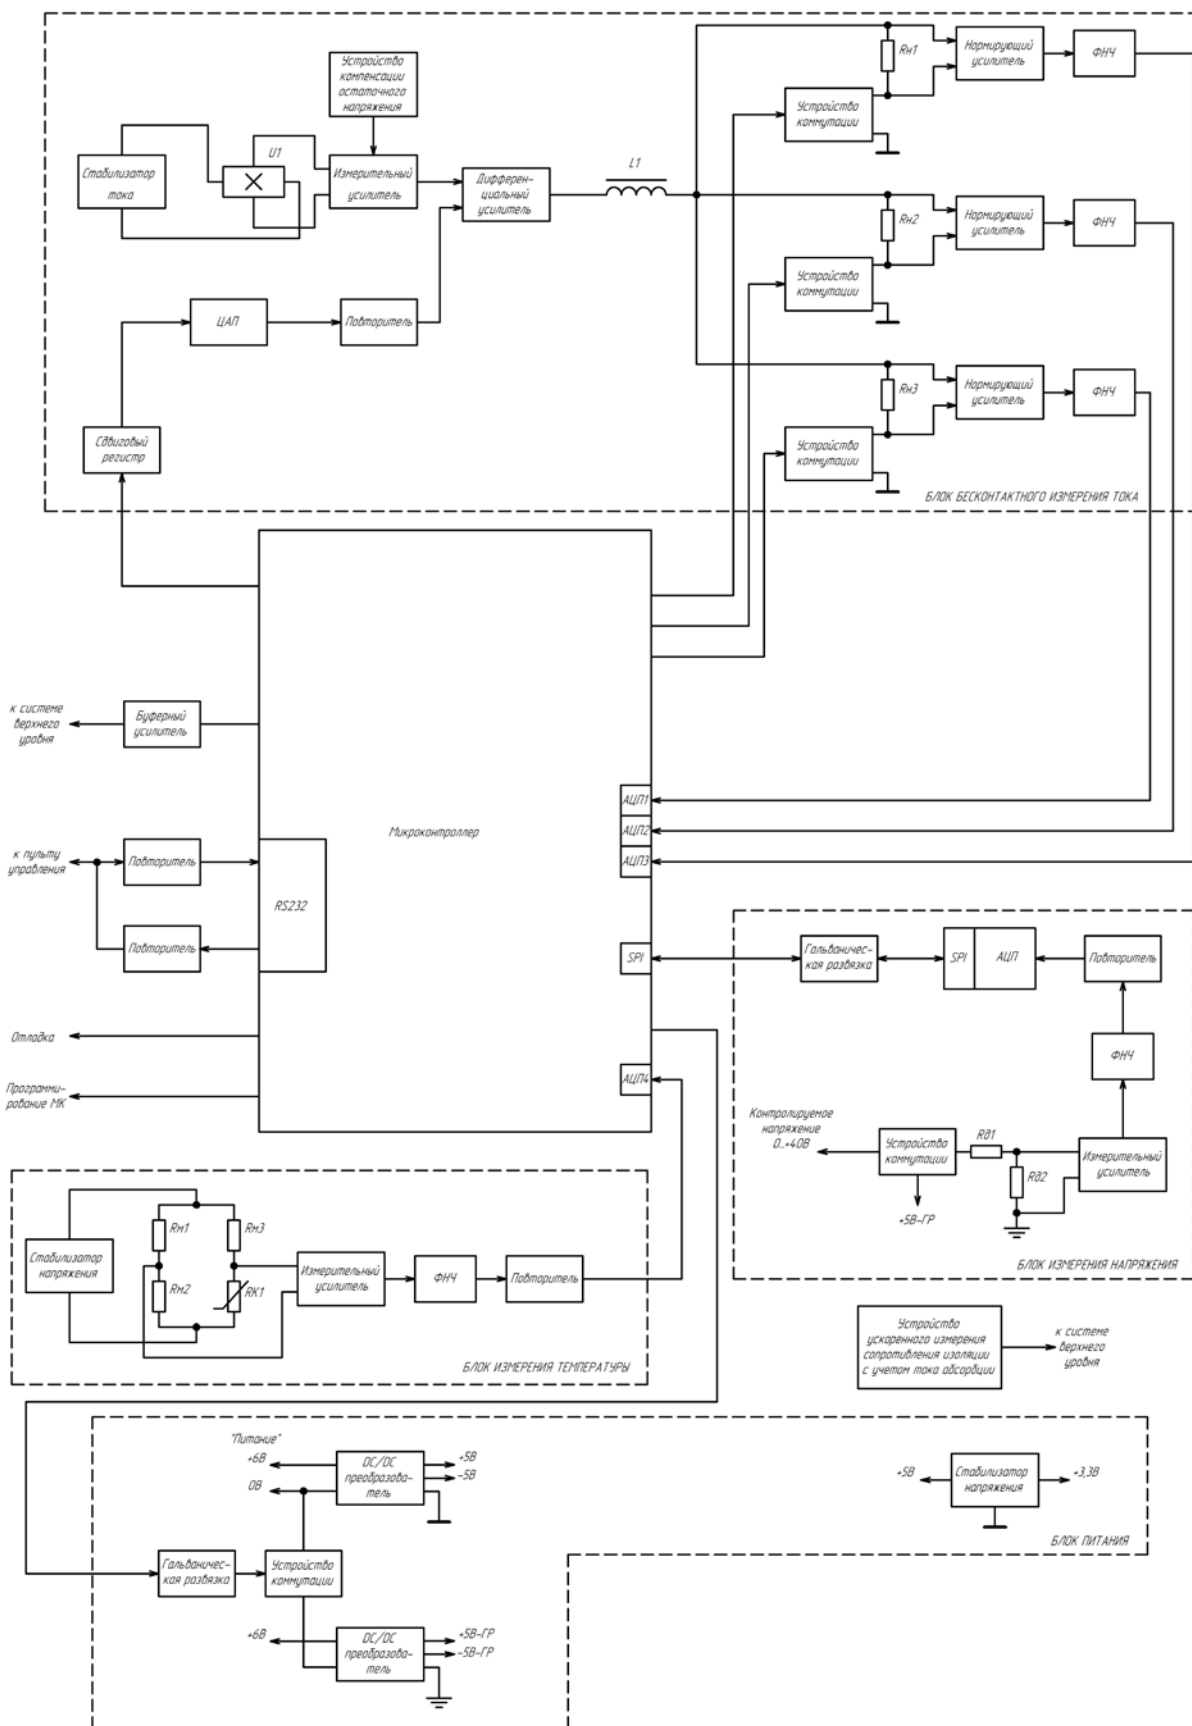 Устройство
компенсации
остаточного
напряжения
Стабилизатор
тока
U1
Измерительный
усилитель
Дифферен-
циальный
усилитель
L1
Rн1
Нормирующий
усилитель
ФНЧ
Устройство
коммутации
Rн2
Нормирующий
усилитель
ФНЧ
Устройство
коммутации
Rн3
Нормирующий
усилитель
ФНЧ
Устройство
коммутации
ЦАП
Повторитель
Сдвиговый
регистр
БЛОК БЕСКОНТАКТНОГО ИЗМЕРЕНИЯ ТОКА
к системе
верхнего
уровня
Буферный
усилитель
Микроконтроллер
АЦП1
АЦП2
АЦП3
к пульту
управления
Повторитель
RS232
Повторитель
SPI
Гальваничес-
кая развязка
SPI
АЦП
Повторитель
Отладка
ФНЧ
АЦП4
Программи-
рование МК
Контролируемое
напряжение
0...+40В
Устройство
коммутации
Rд1
Rд2
Измерительный
усилитель
+5В-ГР
БЛОК ИЗМЕРЕНИЯ НАПРЯЖЕНИЯ
Стабилизатор
напряжения
Rм1
Rм3
Rм2
RK1
Измерительный
усилитель
ФНЧ
Повторитель
БЛОК ИЗМЕРЕНИЯ ТЕМПЕРАТУРЫ
Устройство
ускоренного измерения
сопротивления изоляции
с учетом тока абсорбции
к системе
верхнего
уровня
"Питание"
+6В
0В
DC/DC
преобразова-
тель
+5В
-5В
+5В
Стабилизатор
напряжения
+3,3В
БЛОК ПИТАНИЯ
Гальваничес-
кая развязка
Устройство
коммутации
+6В
DC/DC
преобразова-
тель
+5В-ГР
-5В-ГР